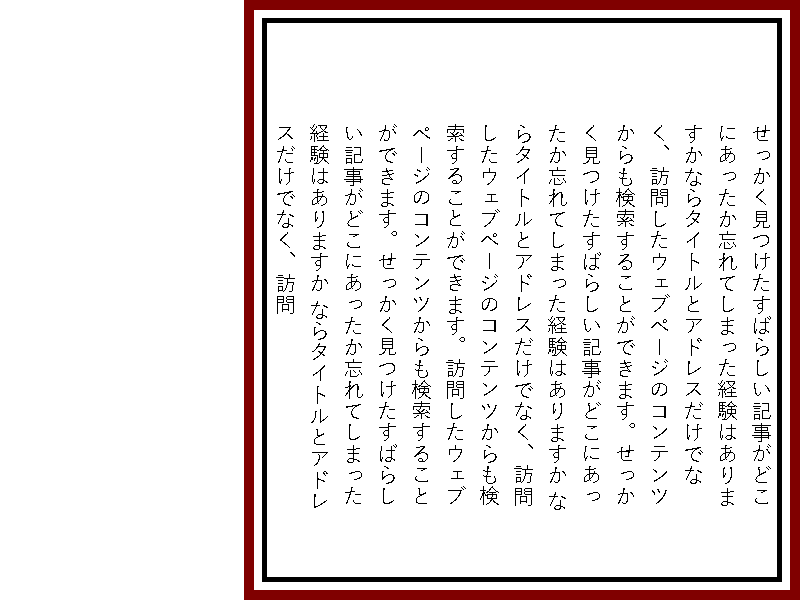 せっかく見つけたすばらしい記事がどこ
にあったか忘れてしまった経験はありま
すかならタイトルとアドレスだけでな
く、訪問したウェブページのコンテンツ
からも検索することができます。せっか
く見つけたすばらしい記事がどこにあっ
たか忘れてしまった経験はありますか な
らタイトルとアドレスだけでなく、訪問
したウェブページのコンテンツからも検
索することができます。訪問したウェブ
ページのコンテンツからも検索すること
ができます。せっかく見つけたすばらし
い記事がどこにあったか忘れてしまった
経験はありますか ならタイトルとアドレ
スだけでなく、訪問